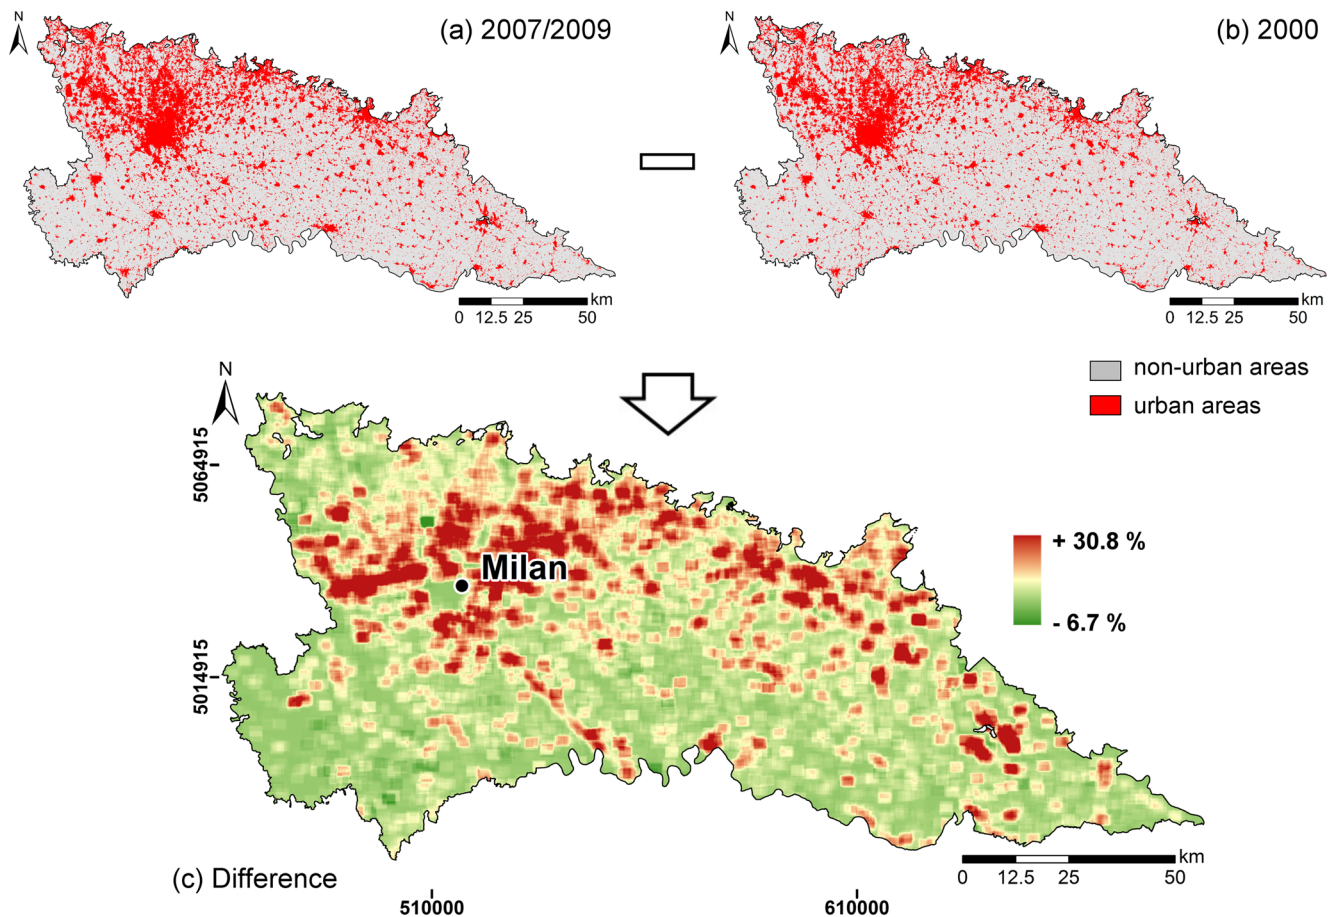 N
(a) 2007/2009
km
0 12.5 25 50
N
(b) 2000
km
0 12.5 25 50
non-urban areas
urban areas
N
5064915
5014915
Milan
+ 30.8 %
- 6.7 %
(c) Difference
km
0 12.5 25 50
510000
610000